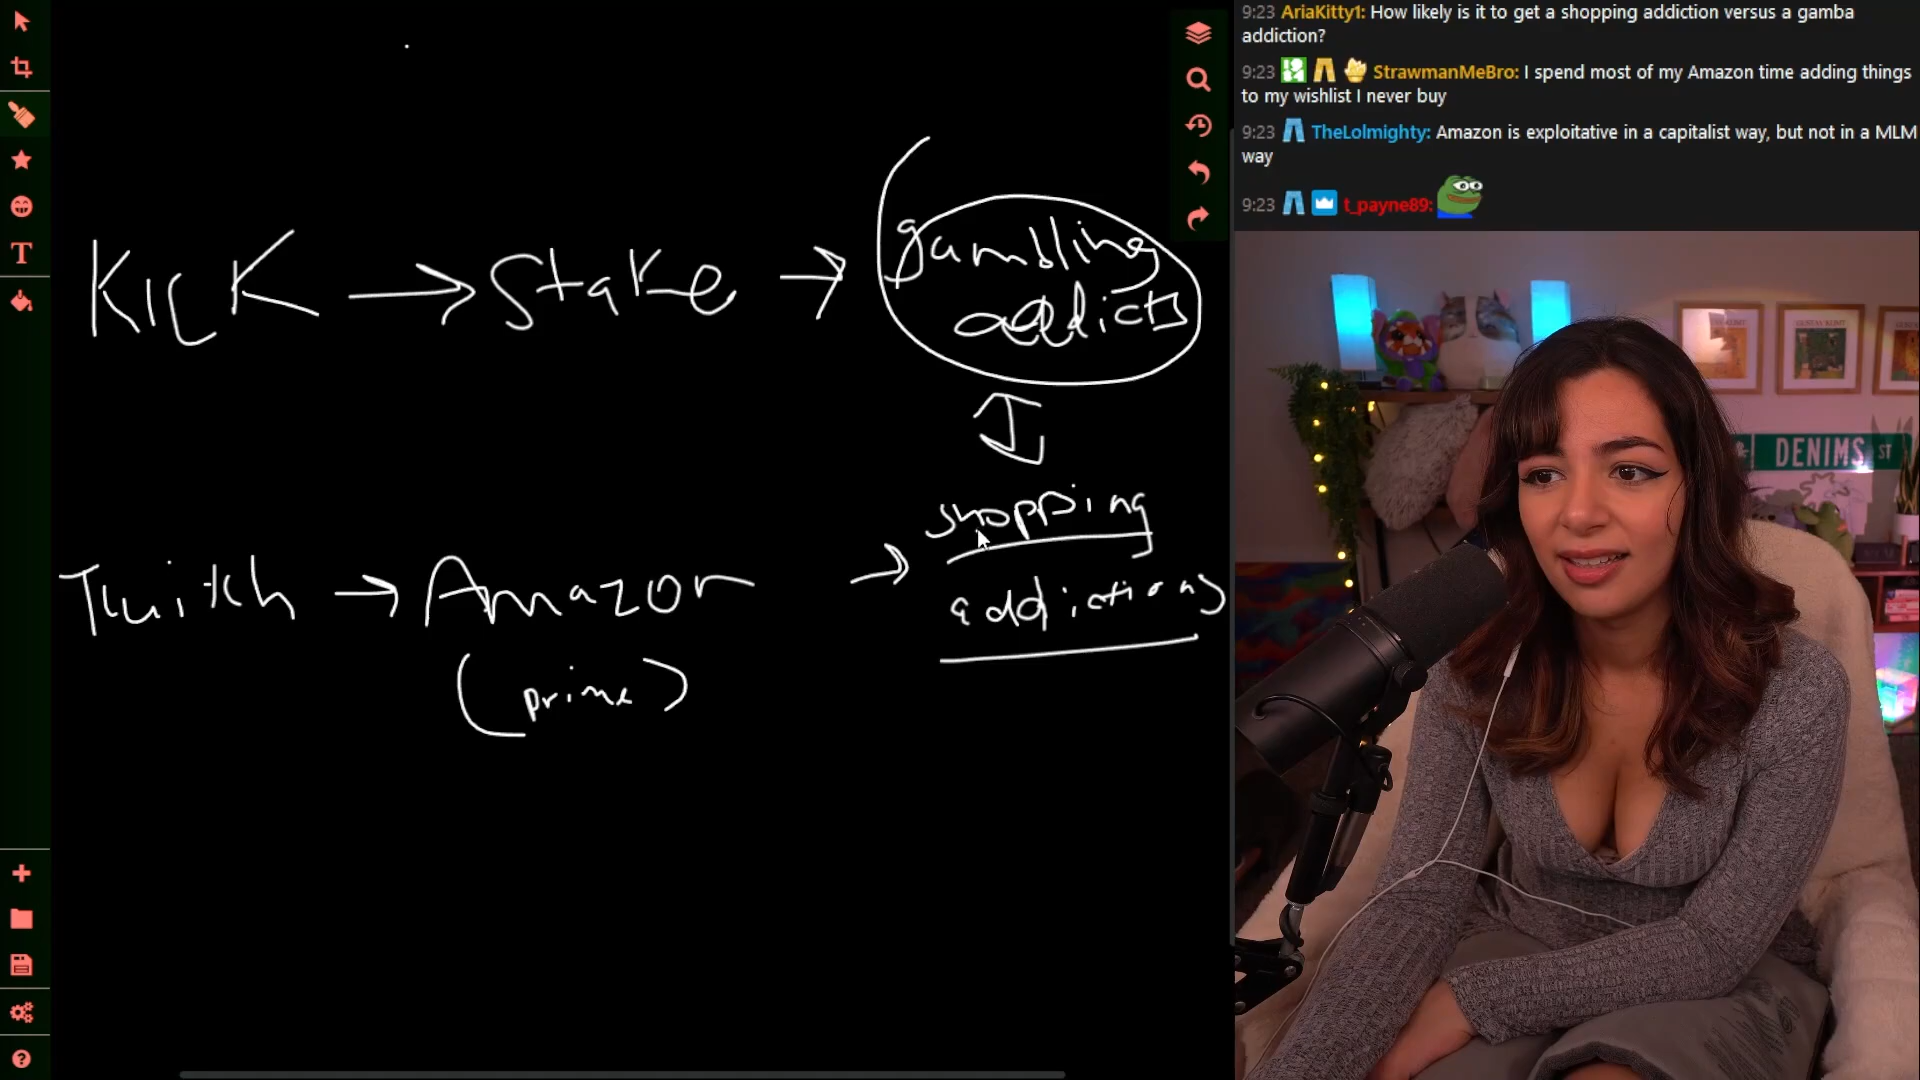 9:23 AriaKitty1: How likely is it to get a shopping addiction versus a gamba
addiction?
9:23 StrawmanMeBro: I spend most of my Amazon time adding things
to my wishlist I never buy
9:23 TheLolmighty: Amazon is exploitative in a capitalist way, but not in a MLM
way
9:23 t_payne89:
KicK → Stake → gambling
addicts
Twitch → Amazon → shopping
addictions
(prime)
DENIMS ST
T
?